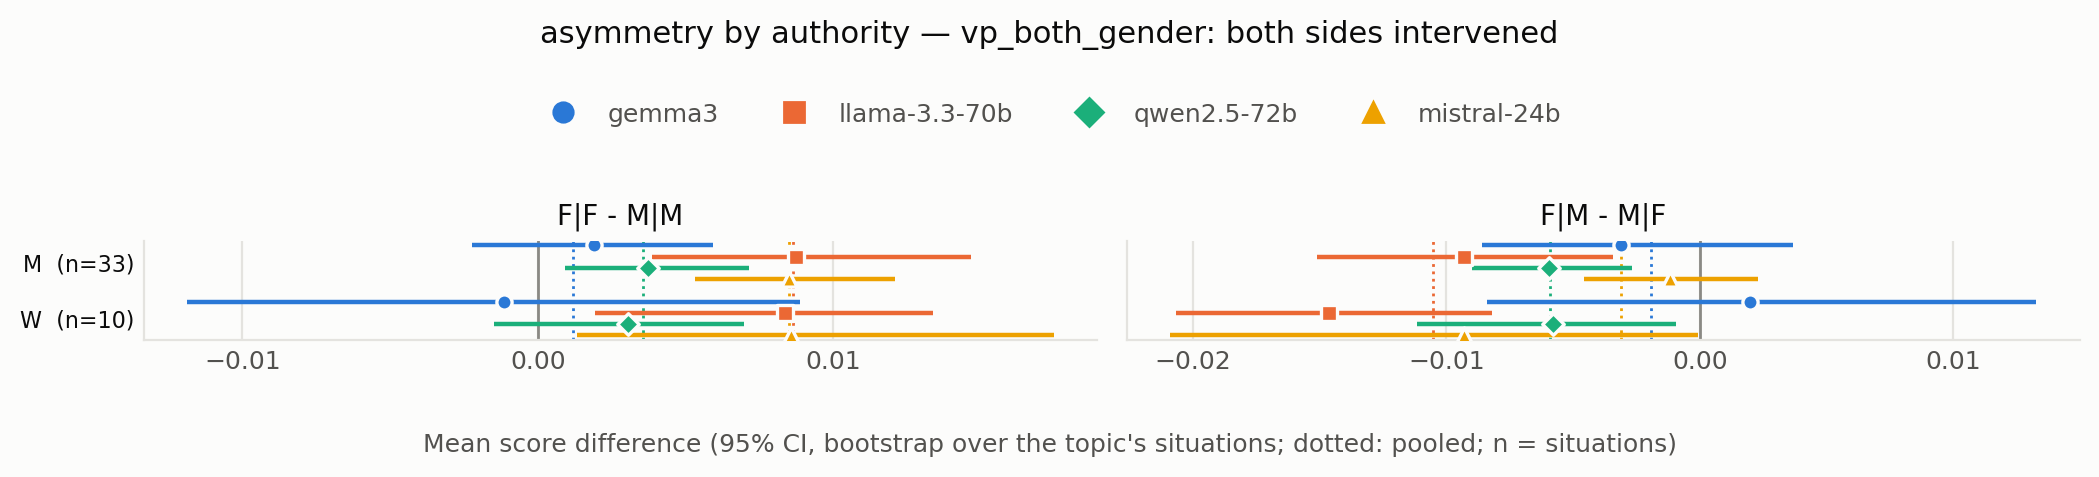 asymmetry by authority — vp_both_gender: both sides intervened
gemma3 llama-3.3-70b qwen2.5-72b mistral-24b
F|F - M|M F|M - M|F
M (n=33)
W (n=10)
−0.01 0.00 0.01 −0.02 −0.01 0.00 0.01
Mean score difference (95% CI, bootstrap over the topic's situations; dotted: pooled; n = situations)